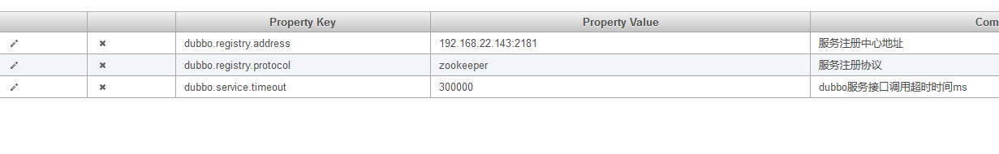 Property Key Property Value Com
dubbo.registry.address 192.168.22.143:2181 服务注册中心地址
dubbo.registry.protocol zookeeper 服务注册协议
dubbo.service.timeout 300000 dubbo服务接口调用超时时间ms